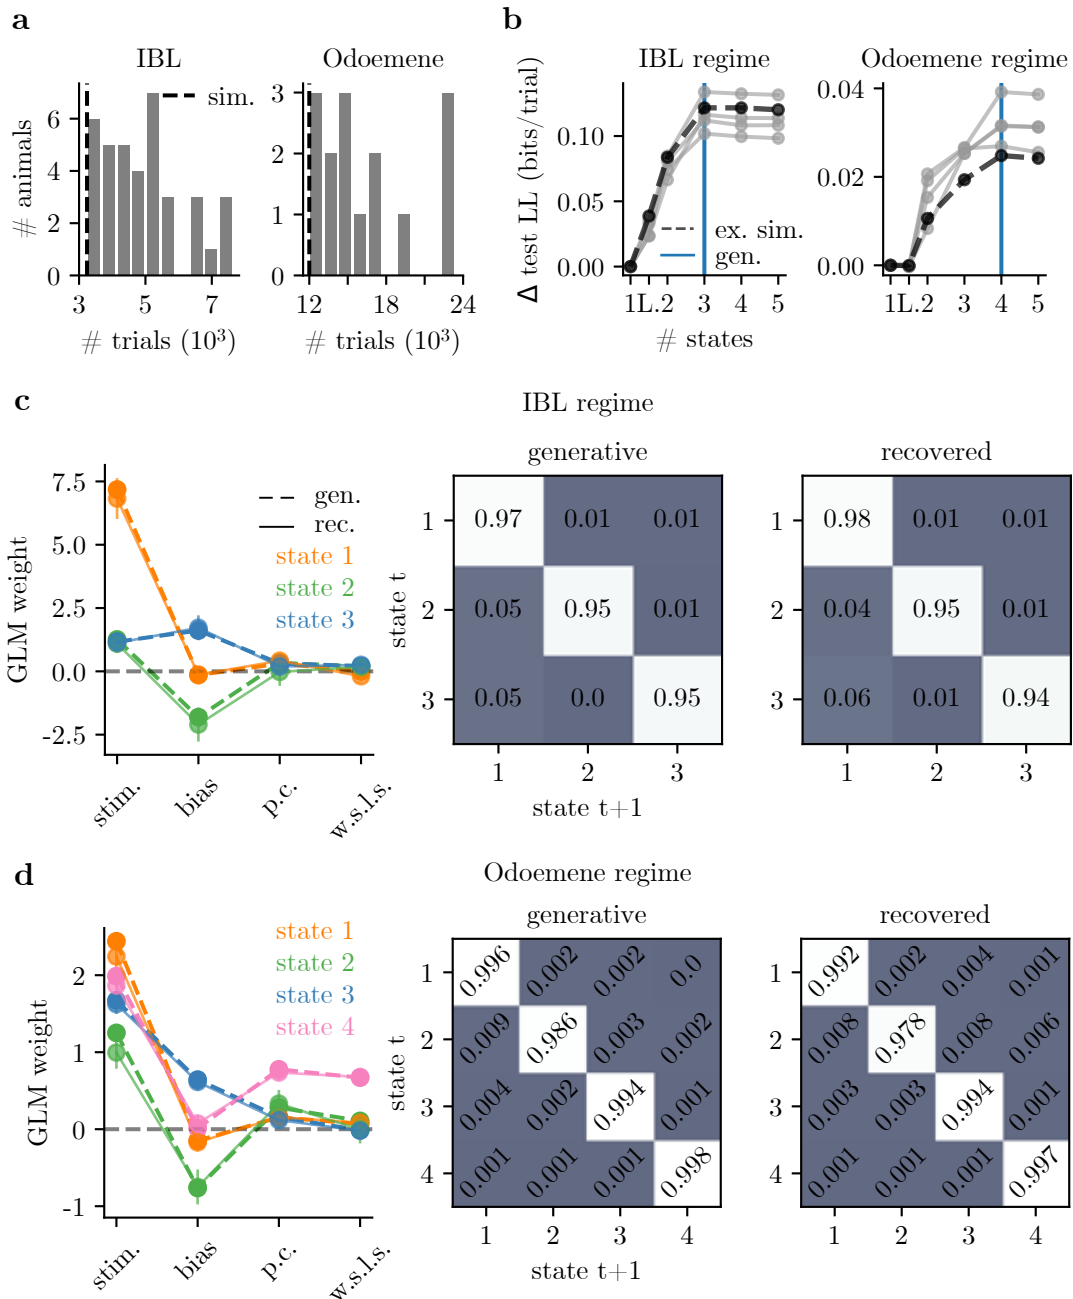 a
IBL
Odoemene
# animals
6
4
2
0
sim.
3
5
7
# trials (10³)
3
2
1
0
12
18
24
# trials (10³)
b
IBL regime
Odoemene regime
Δ test LL (bits/trial)
0.10
0.05
0.00
ex. sim.
gen.
1L.2
3
4
5
# states
0.04
0.02
0.00
1L.2
3
4
5
c
IBL regime
GLM weight
7.5
5.0
2.5
0.0
-2.5
gen.
rec.
state 1
state 2
state 3
stim.
bias
p.c.
w.s.l.s.
generative
state t
1
2
3
0.97 0.01 0.01
0.05 0.95 0.01
0.05 0.0 0.95
1 2 3
state t+1
recovered
1
2
3
0.98 0.01 0.01
0.04 0.95 0.01
0.06 0.01 0.94
1 2 3
d
Odoemene regime
GLM weight
2
1
0
-1
state 1
state 2
state 3
state 4
stim.
bias
p.c.
w.s.l.s.
generative
state t
1
2
3
4
0.996 0.002 0.002 0.0
0.009 0.986 0.003 0.002
0.004 0.002 0.994 0.001
0.001 0.001 0.001 0.998
1 2 3 4
state t+1
recovered
1
2
3
4
0.992 0.002 0.004 0.001
0.008 0.978 0.008 0.006
0.003 0.003 0.994 0.001
0.001 0.001 0.001 0.997
1 2 3 4